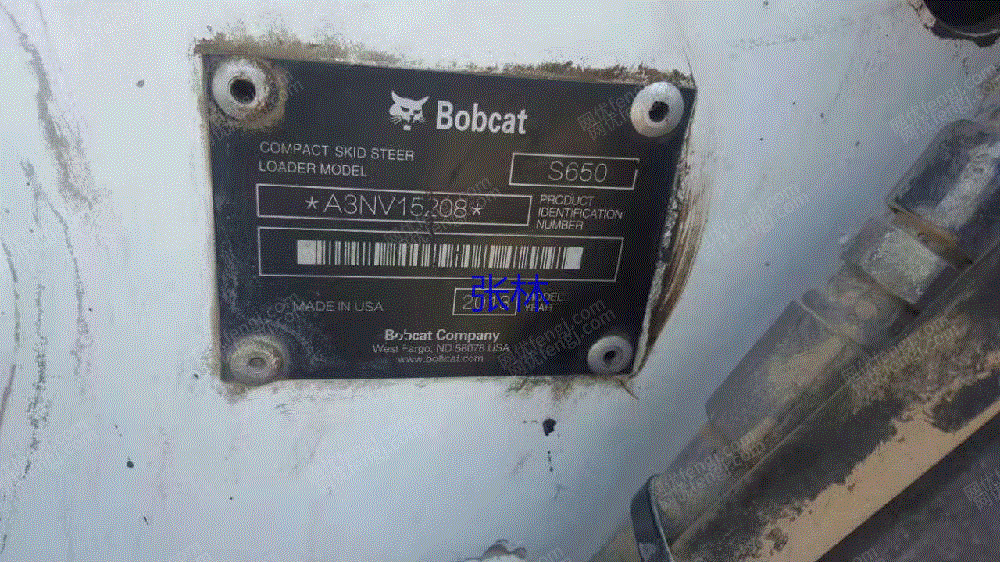 Bobcat
COMPACT SKID STEER
LOADER MODEL
S650
*A3NV15208*
PRODUCT
IDENTIFICATION
NUMBER
MADE IN USA
2013
MODEL
YEAR
张林
Bobcat Company
West Fargo, ND 58078 USA
www.bobcat.com